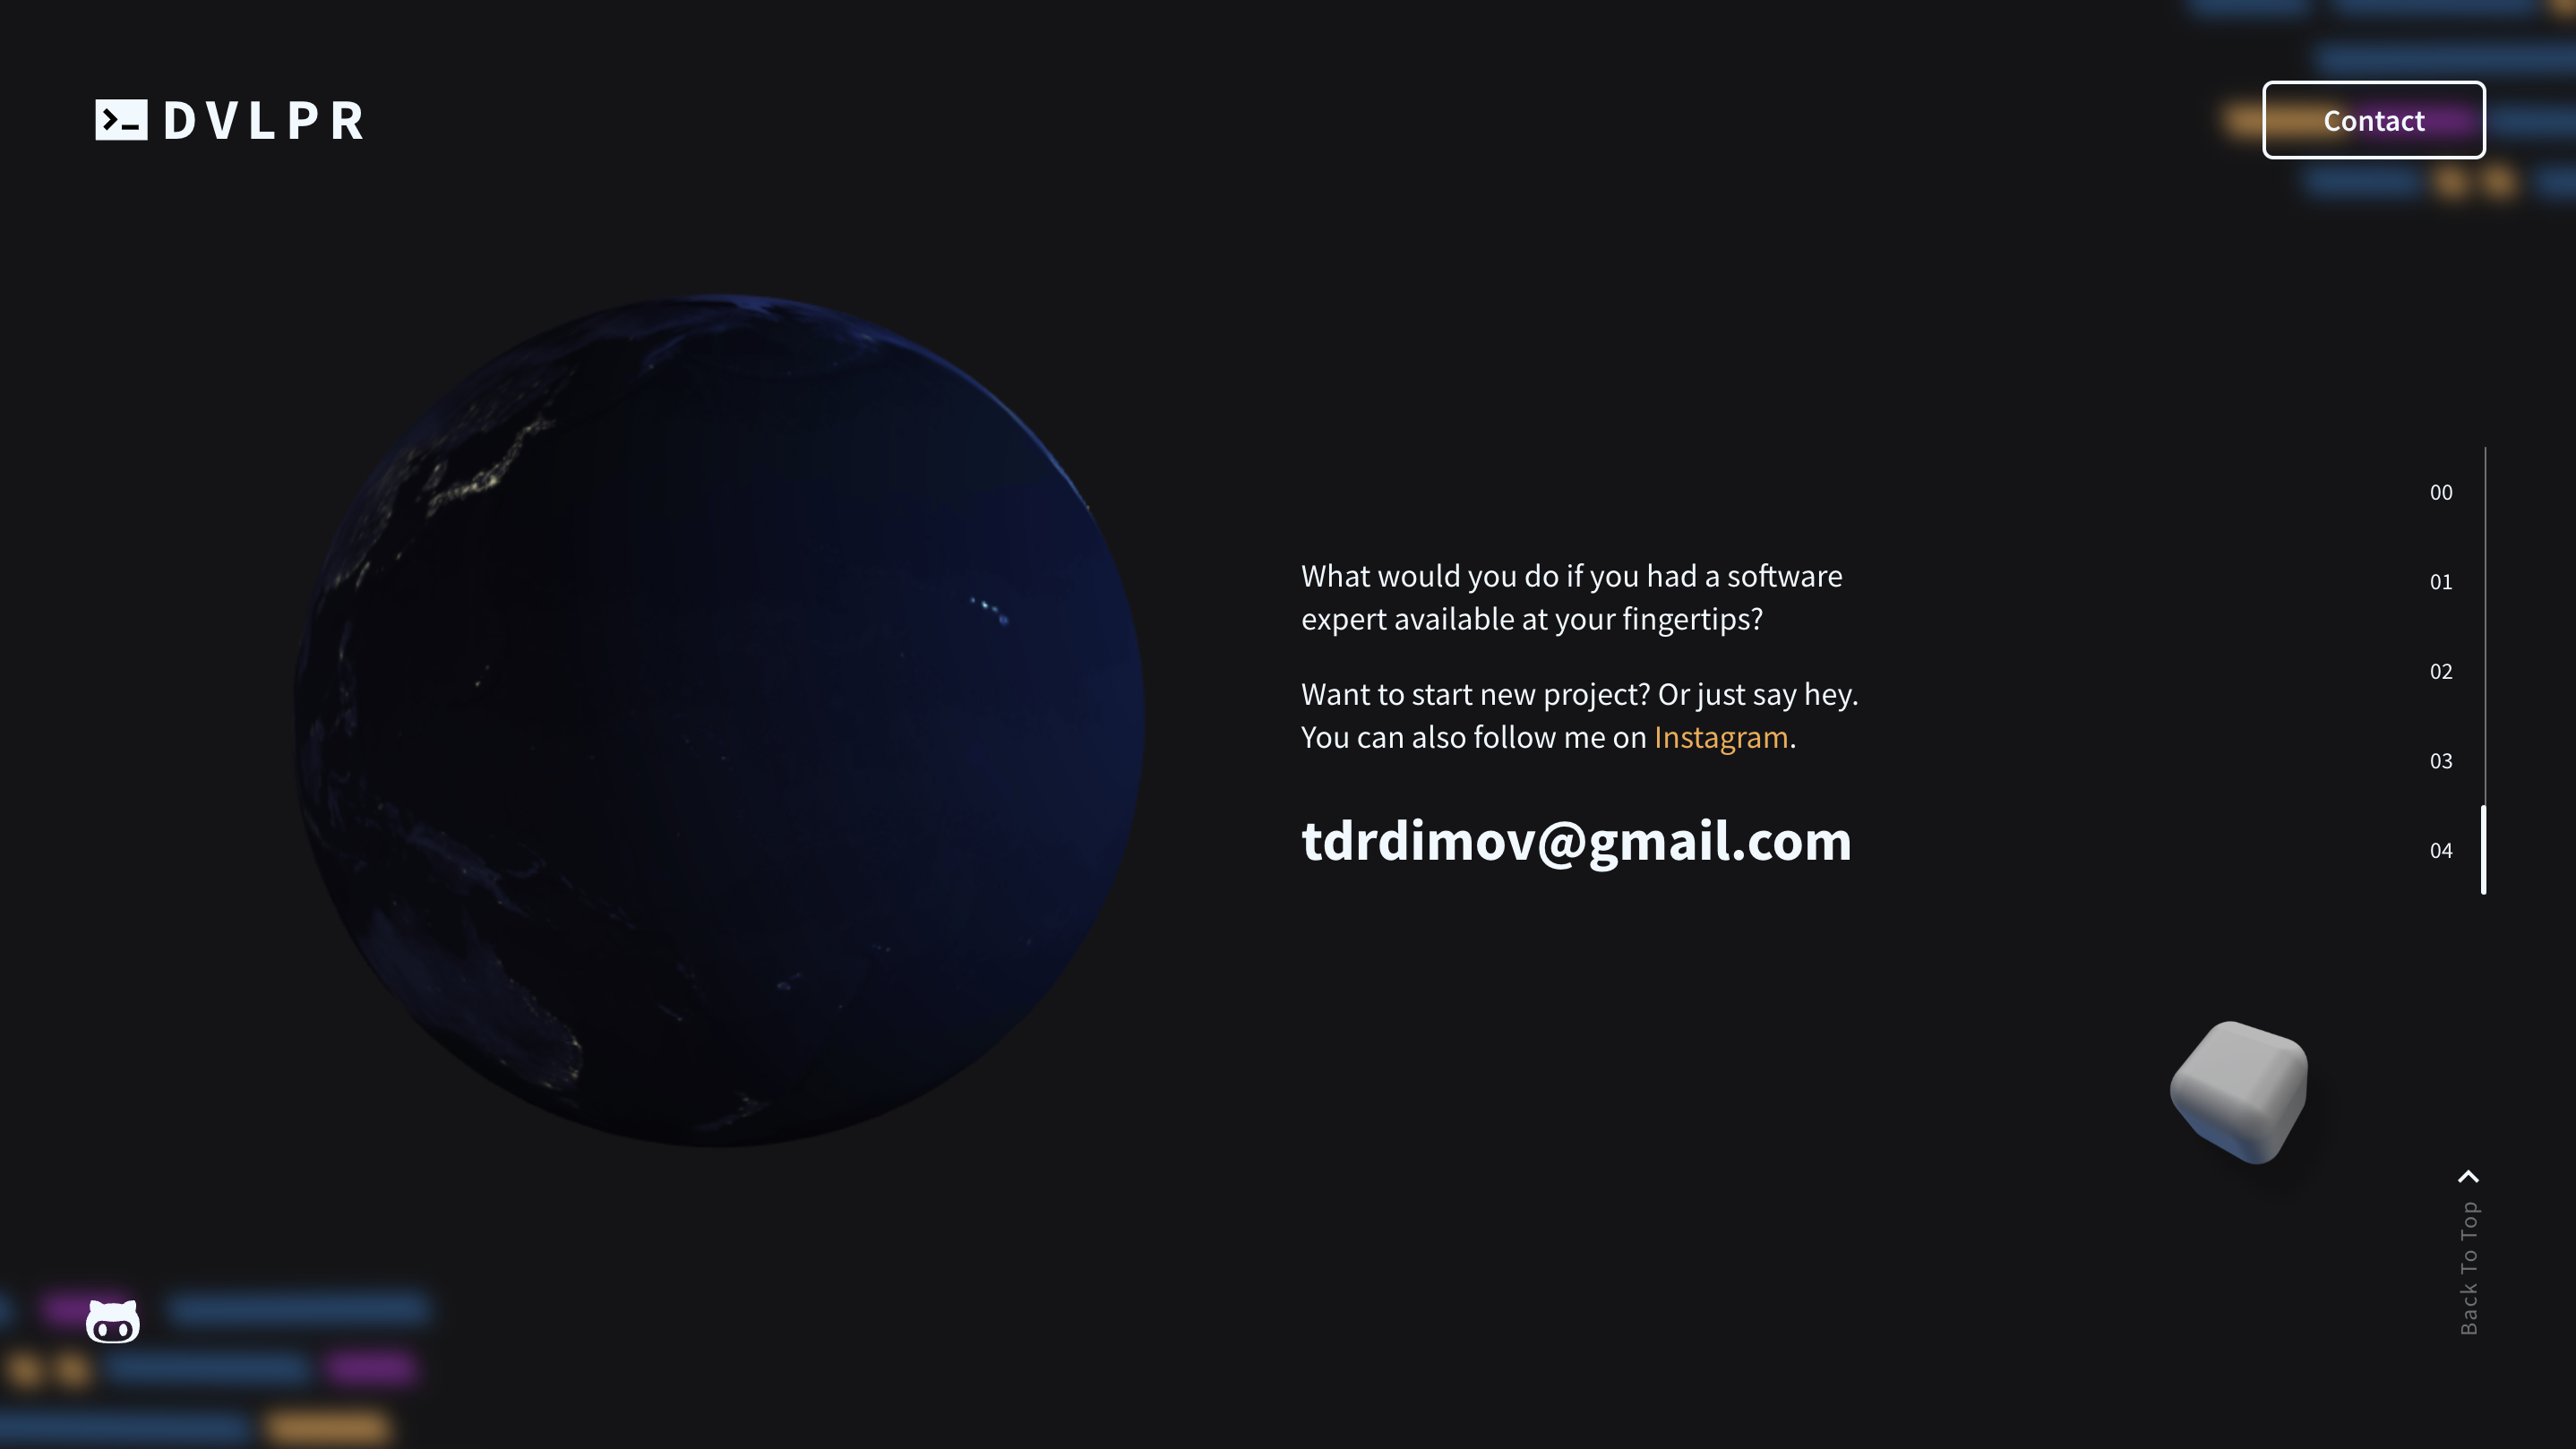 DVLPR
Contact
What would you do if you had a software
expert available at your fingertips?
Want to start new project? Or just say hey.
You can also follow me on Instagram.
tdrdimov@gmail.com
00
01
02
03
04
Back To Top